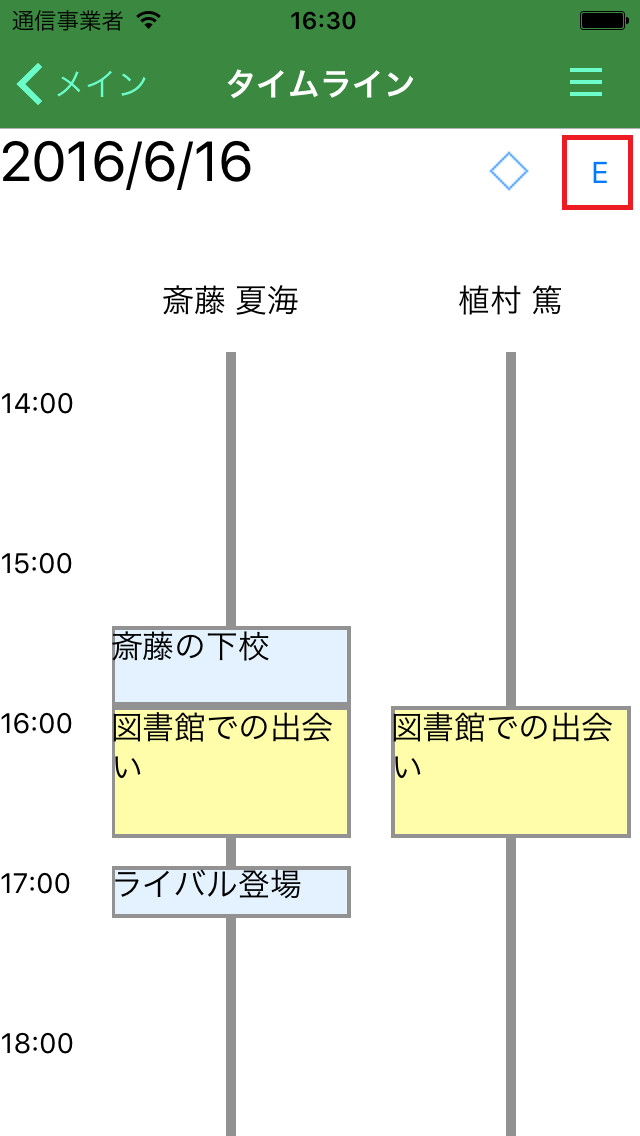 通信事業者 16:30
メイン タイムライン
2016/6/16 E
斎藤 夏海 植村 篤
14:00
15:00
斎藤の下校
16:00 図書館での出会 図書館での出会
い い
17:00 ライバル登場
18:00